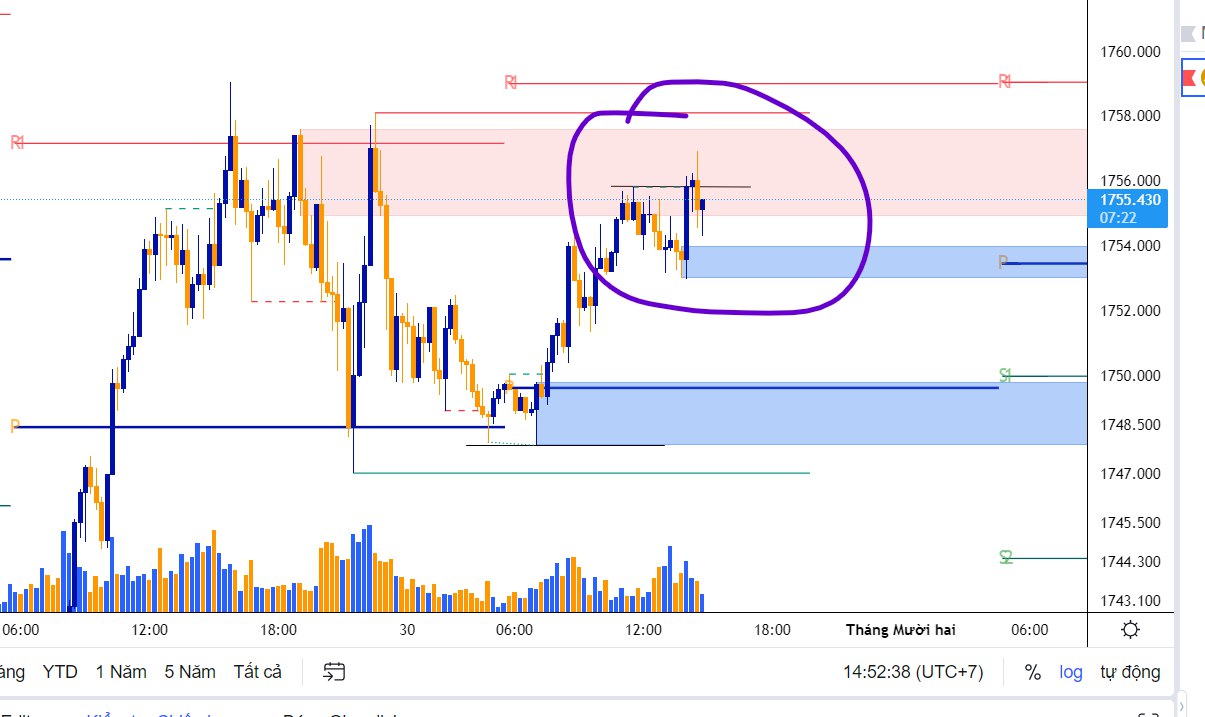 1760.000
R1 R1
1758.000
R1
1756.000
1755.430
07:22
1754.000
P
1752.000
S1
1750.000
P
1748.500
1747.000
1745.500
S2
1744.300
1743.100
06:00 12:00 18:00 30 06:00 12:00 18:00 Tháng Mười hai 06:00
YTD 1 Năm 5 Năm Tất cả 14:52:38 (UTC+7) % log tự động